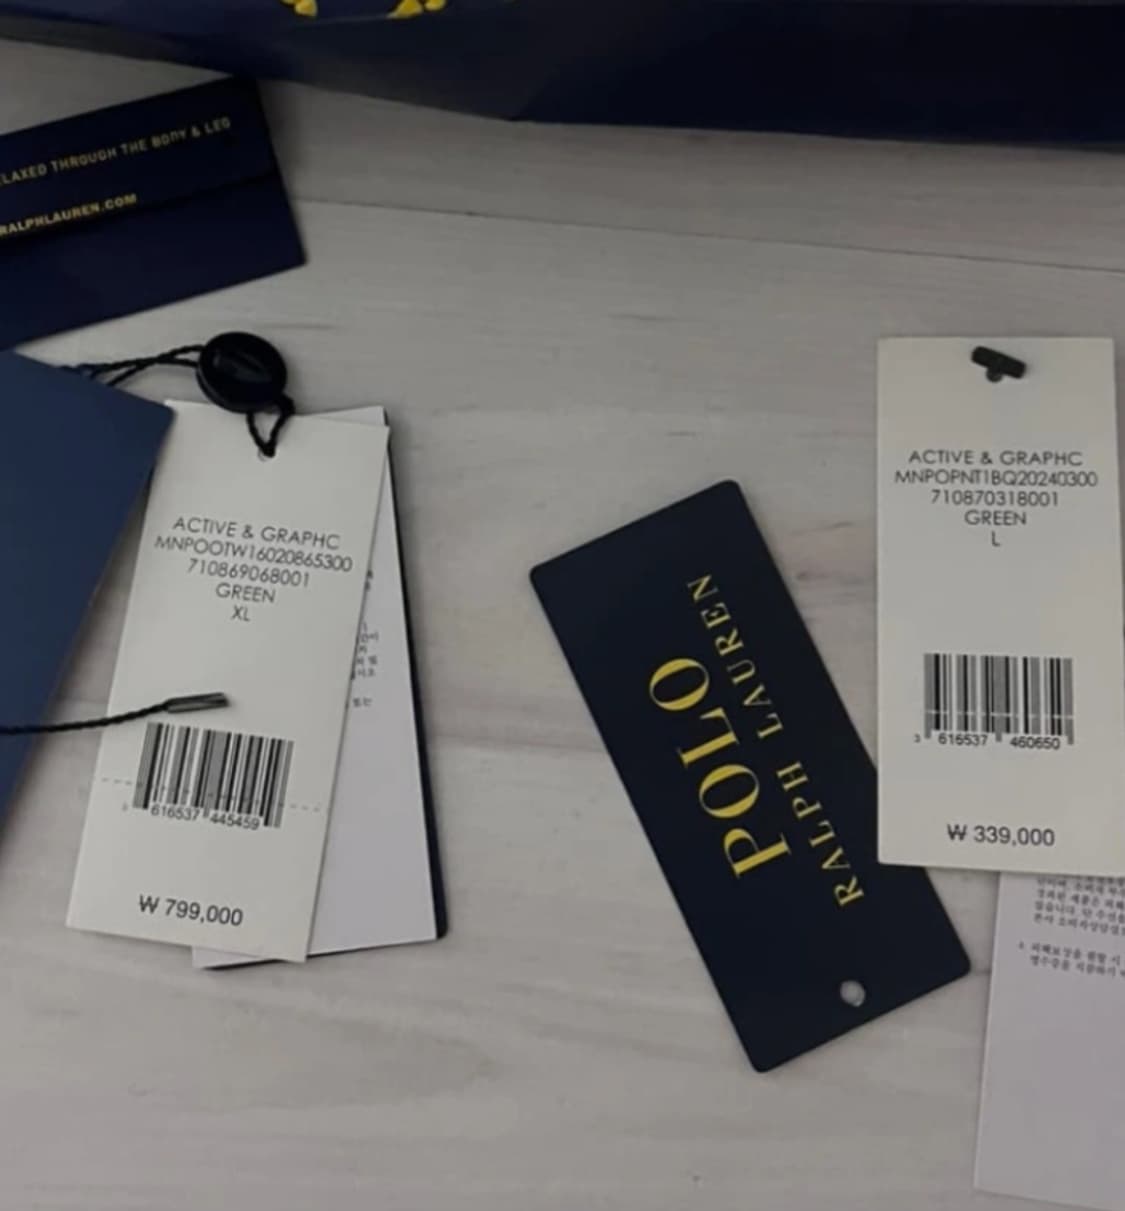 LAXED THROUGH THE BODY & LEG
RALPHLAUREN.COM
ACTIVE & GRAPHC
MNPOOTW16020865300
710869068001
GREEN
XL
616537 445459
₩ 799,000
POLO
RALPH LAUREN
ACTIVE & GRAPHC
MNPOPNT1BQ20240300
710870318001
GREEN
L
3 616537 460650
₩ 339,000